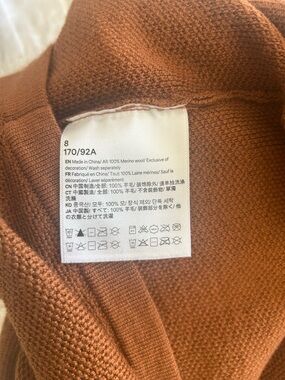 8
170/92A
EN Made in China/ All: 100% Merino wool/ Exclusive of
decoration/ Wash separately
FR Fabriqué en Chine/ Tout: 100% Laine mérinos/ Sauf la
décoration/ Laver séparément
CN 中国制造/全部: 100% 羊毛/装饰除外/ 请单独洗涤
CT 中國製造/全部: 100% 羊毛/不含裝飾物/ 單獨
洗滌
KO 중국산/ 모두: 100% 모/ 장식 제외/ 단독 세탁
JA 中国製/ すべて: 100% 毛/装飾部分を除く/ 他
の衣類と分けて洗濯